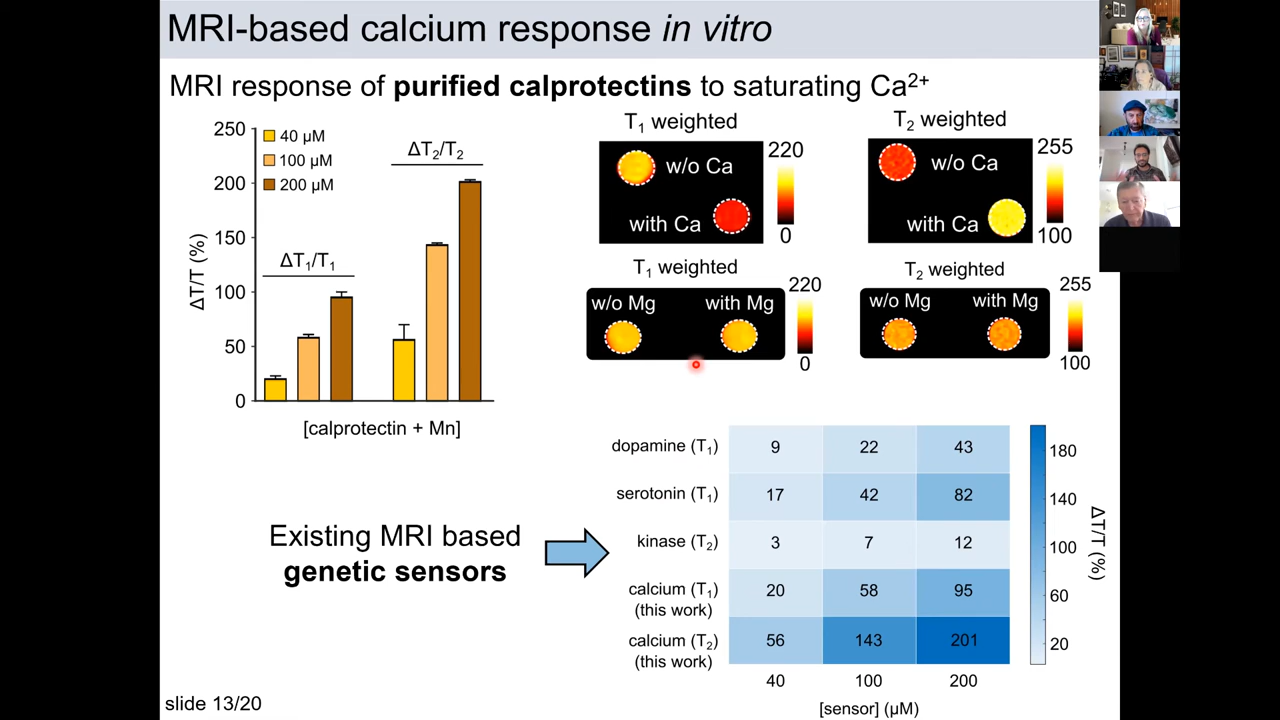 MRI-based calcium response in vitro
MRI response of purified calprotectins to saturating Ca²⁺
250
200
150
100
50
0
ΔT/T (%)
40 µM
100 µM
200 µM
ΔT₁/T₁
ΔT₂/T₂
[calprotectin + Mn]
T₁ weighted
w/o Ca
with Ca
220
0
T₂ weighted
w/o Ca
with Ca
255
100
T₁ weighted
w/o Mg with Mg
220
0
T₂ weighted
w/o Mg with Mg
255
100
Existing MRI based
genetic sensors
dopamine (T₁) 9 22 43
serotonin (T₁) 17 42 82
kinase (T₂) 3 7 12
calcium (T₁) 20 58 95
(this work)
calcium (T₂) 56 143 201
(this work)
40 100 200
[sensor] (µM)
180
140
100
60
20
ΔT/T (%)
slide 13/20